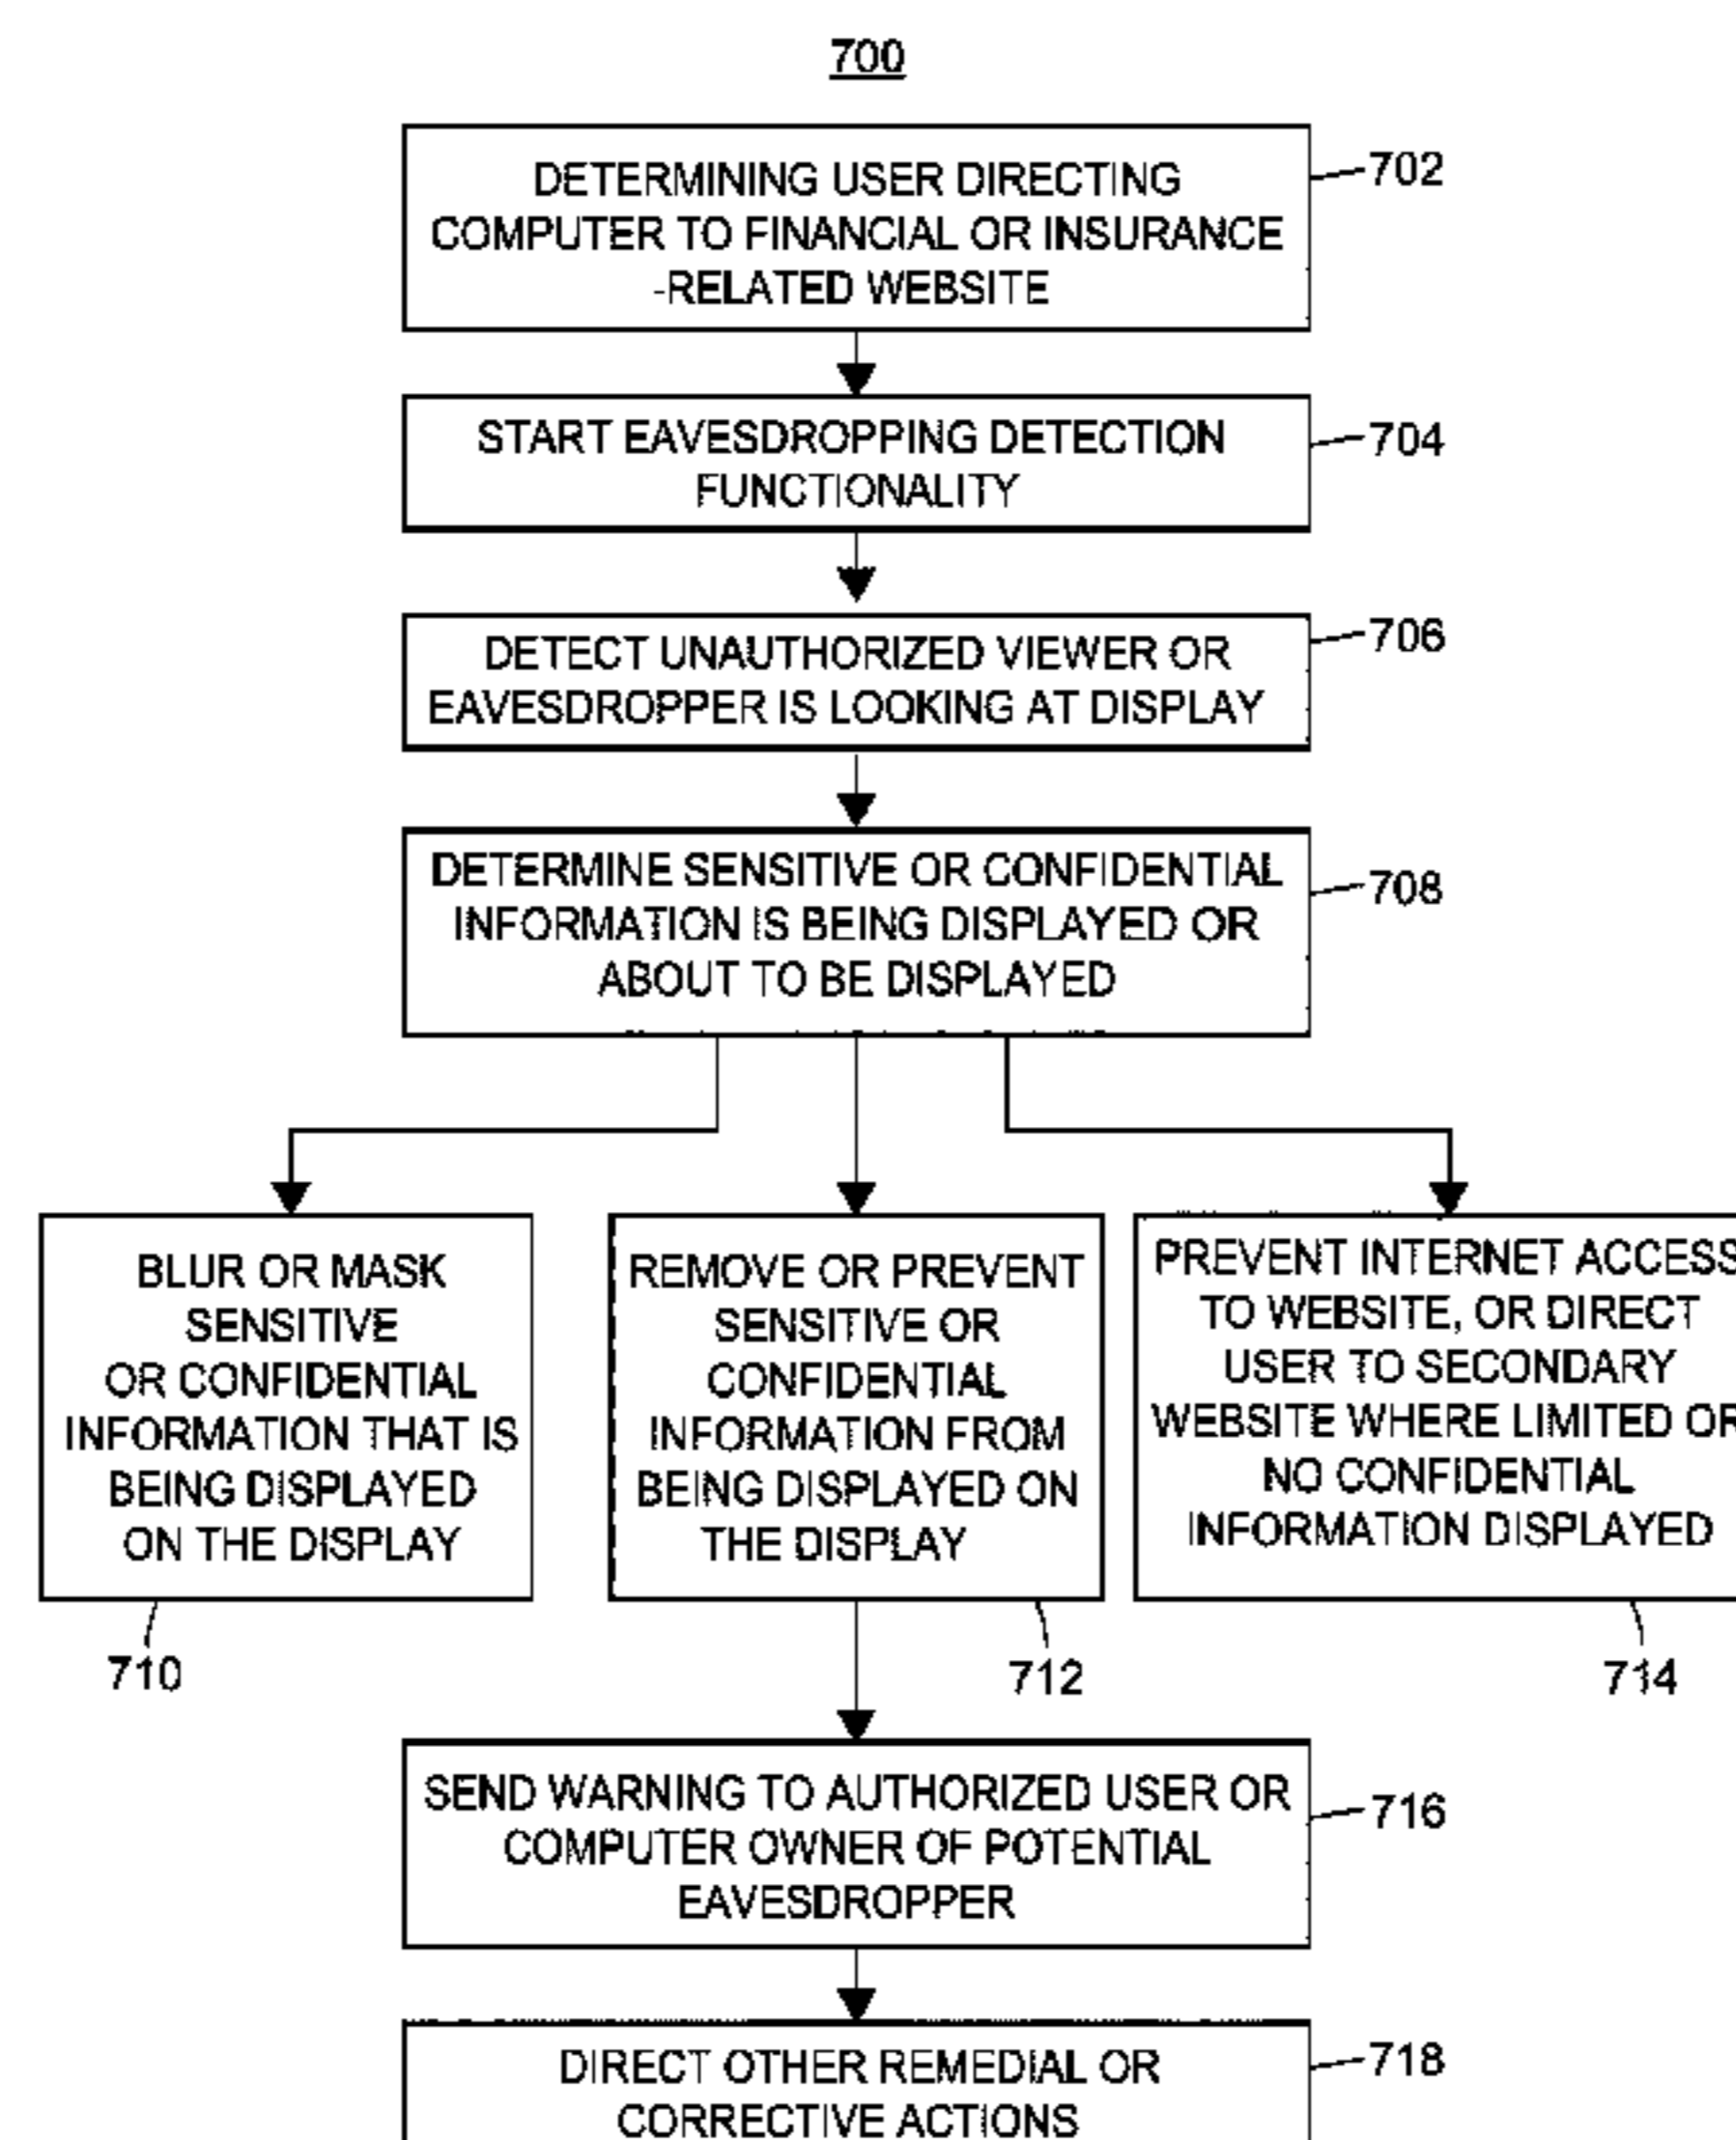 700
DETERMINING USER DIRECTING
COMPUTER TO FINANCIAL OR INSURANCE
-RELATED WEBSITE
702
START EAVESDROPPING DETECTION
FUNCTIONALITY
704
DETECT UNAUTHORIZED VIEWER OR
EAVESDROPPER IS LOOKING AT DISPLAY
706
DETERMINE SENSITIVE OR CONFIDENTIAL
INFORMATION IS BEING DISPLAYED OR
ABOUT TO BE DISPLAYED
708
BLUR OR MASK
SENSITIVE
OR CONFIDENTIAL
INFORMATION THAT IS
BEING DISPLAYED
ON THE DISPLAY
710
REMOVE OR PREVENT
SENSITIVE OR
CONFIDENTIAL
INFORMATION FROM
BEING DISPLAYED ON
THE DISPLAY
712
PREVENT INTERNET ACCESS
TO WEBSITE, OR DIRECT
USER TO SECONDARY
WEBSITE WHERE LIMITED OR
NO CONFIDENTIAL
INFORMATION DISPLAYED
714
SEND WARNING TO AUTHORIZED USER OR
COMPUTER OWNER OF POTENTIAL
EAVESDROPPER
716
DIRECT OTHER REMEDIAL OR
CORRECTIVE ACTIONS
718